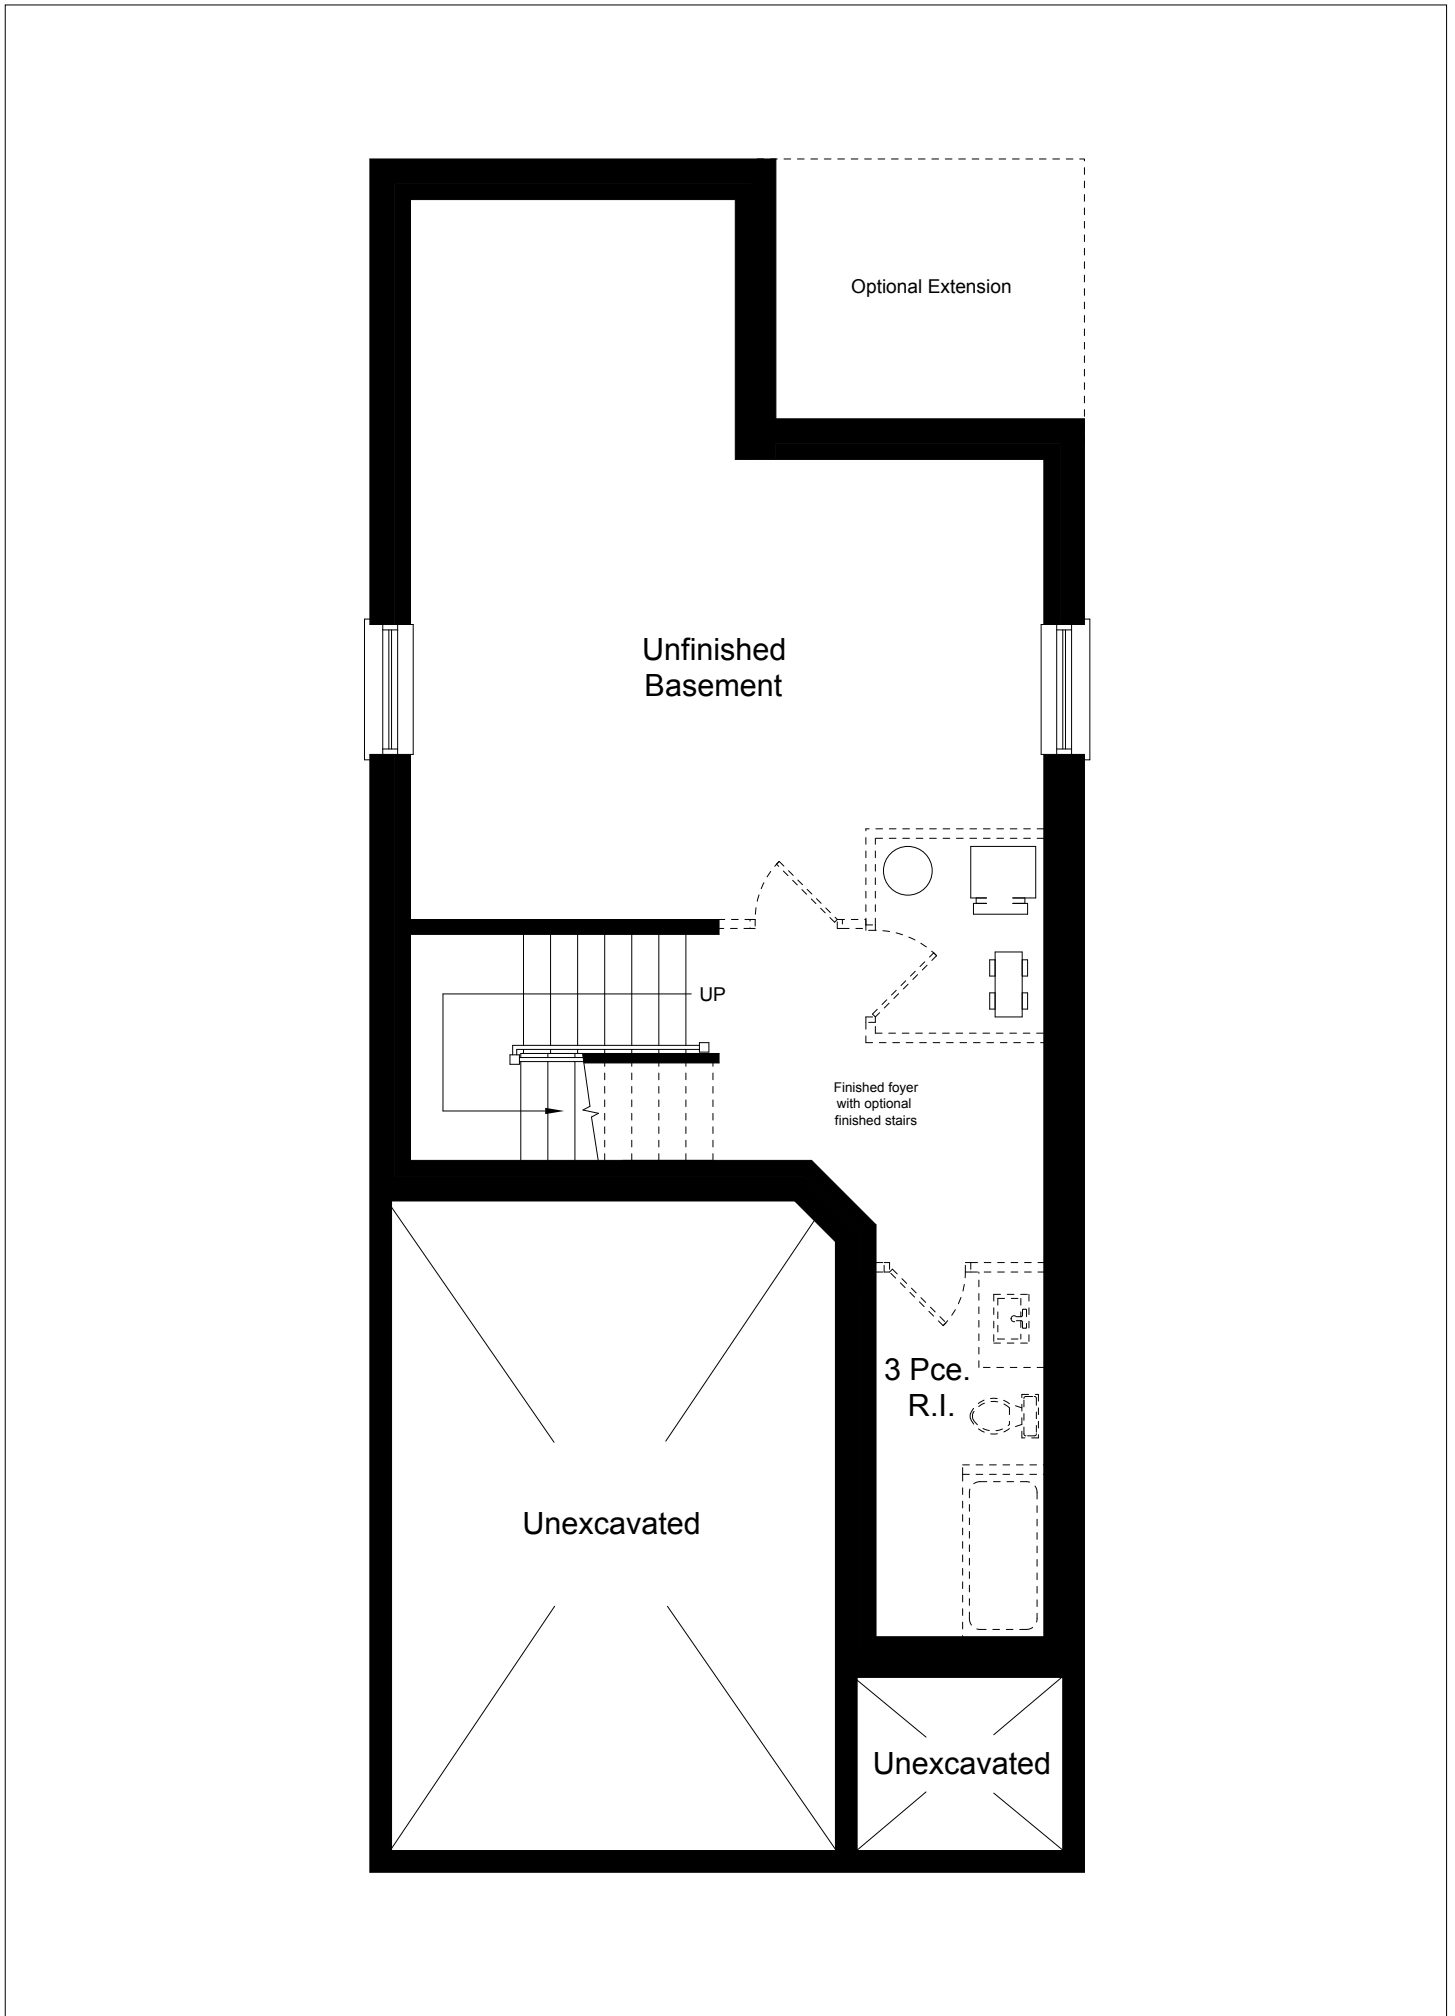 Optional Extension
Unfinished
Basement
UP
Finished foyer
with optional
finished stairs
3 Pce.
R.I.
Unexcavated
Unexcavated